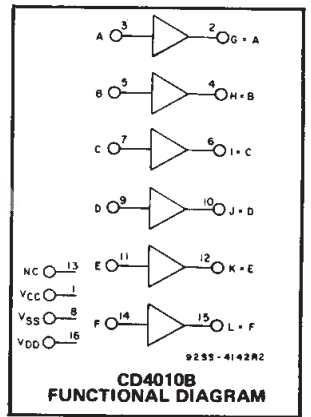 A 3 2 G = A
B 5 4 H = B
C 7 6 I = C
D 9 10 J = D
NC 13
E 11 12 K = E
VCC 1
VSS 8
F 14 15 L = F
VDD 16
92SS-4142R2
CD4010B
FUNCTIONAL DIAGRAM